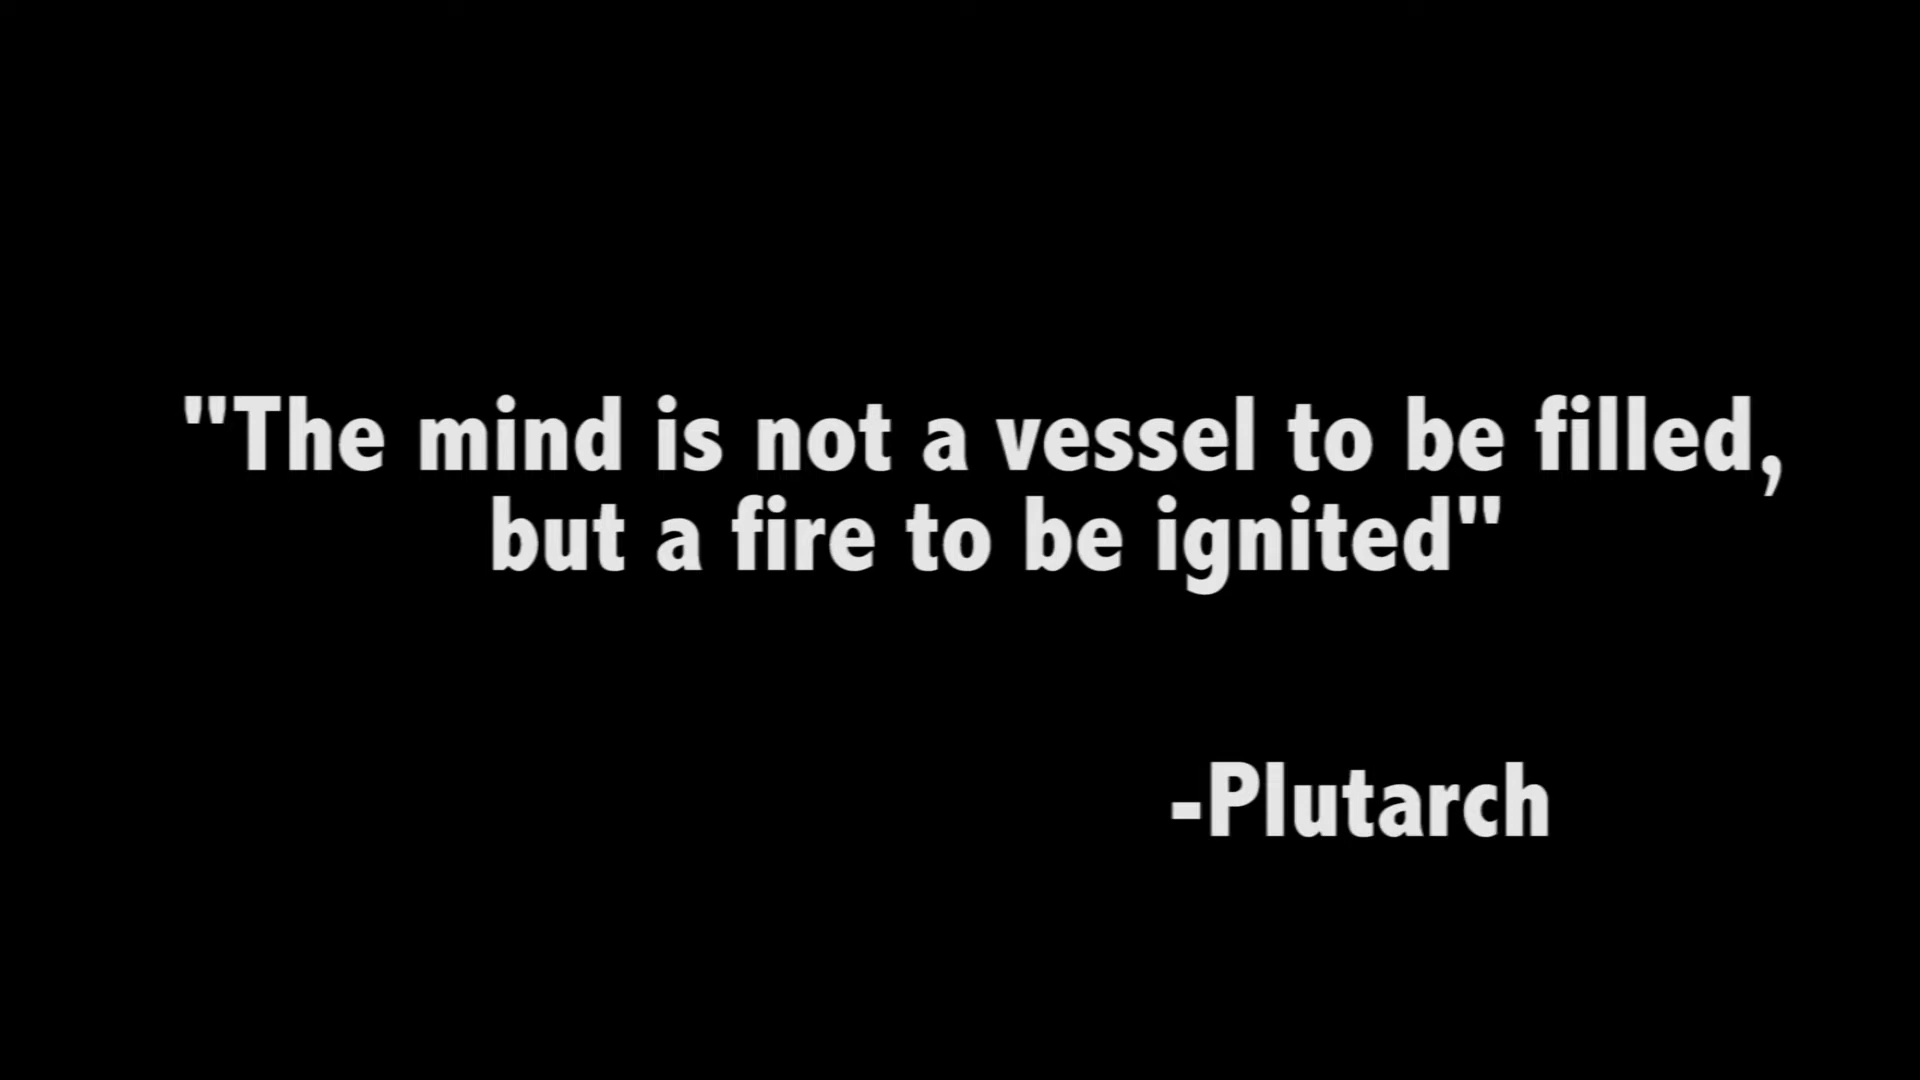 "The mind is not a vessel to be filled,
but a fire to be ignited"
-Plutarch